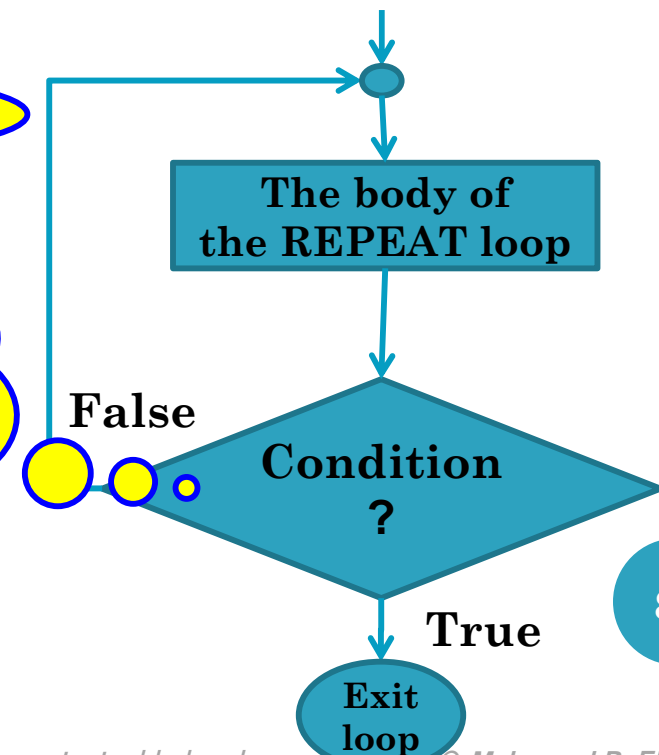 The body of
the REPEAT loop
False
Condition
?
True
Exit
loop